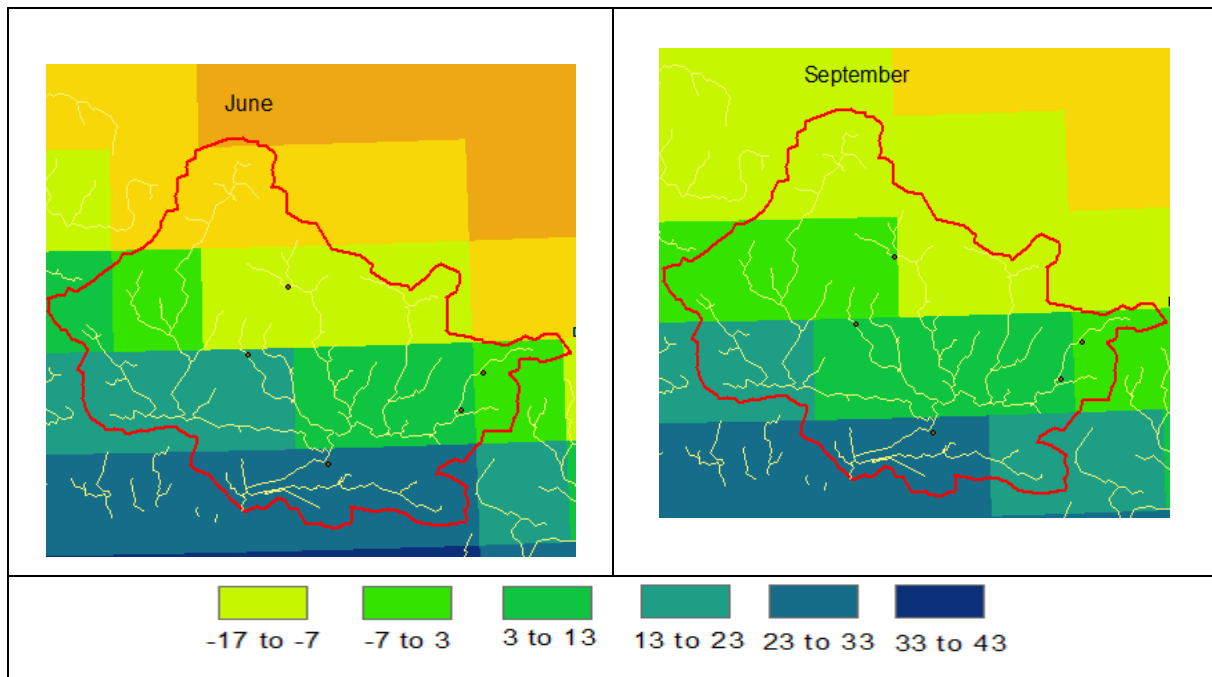 June
September
-17 to -7
-7 to 3
3 to 13
13 to 23
23 to 33
33 to 43